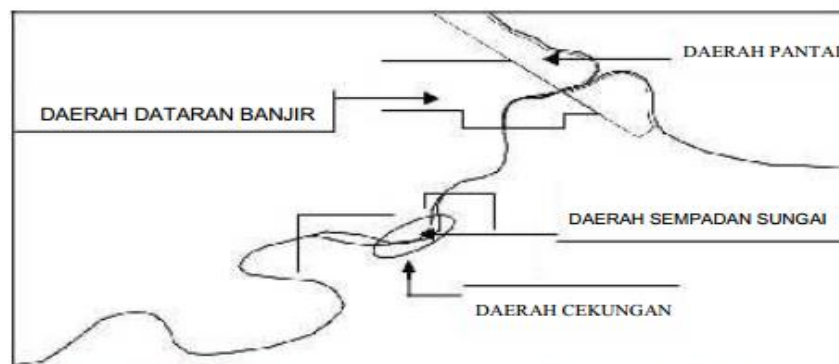 DAERAH PANTAI
DAERAH DATARAN BANJIR
DAERAH SEMPADAN SUNGAI
DAERAH CEKUNGAN